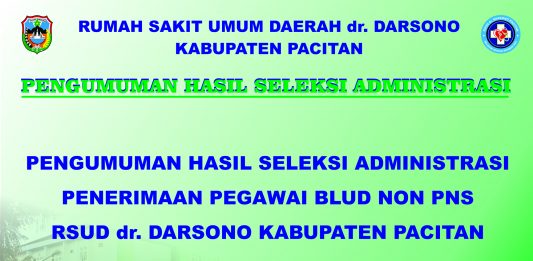 RUMAH SAKIT UMUM DAERAH dr. DARSONO
KABUPATEN PACITAN
PENGUMUMAN HASIL SELEKSI ADMINISTRASI
PENGUMUMAN HASIL SELEKSI ADMINISTRASI
PENERIMAAN PEGAWAI BLUD NON PNS
RSUD dr. DARSONO KABUPATEN PACITAN